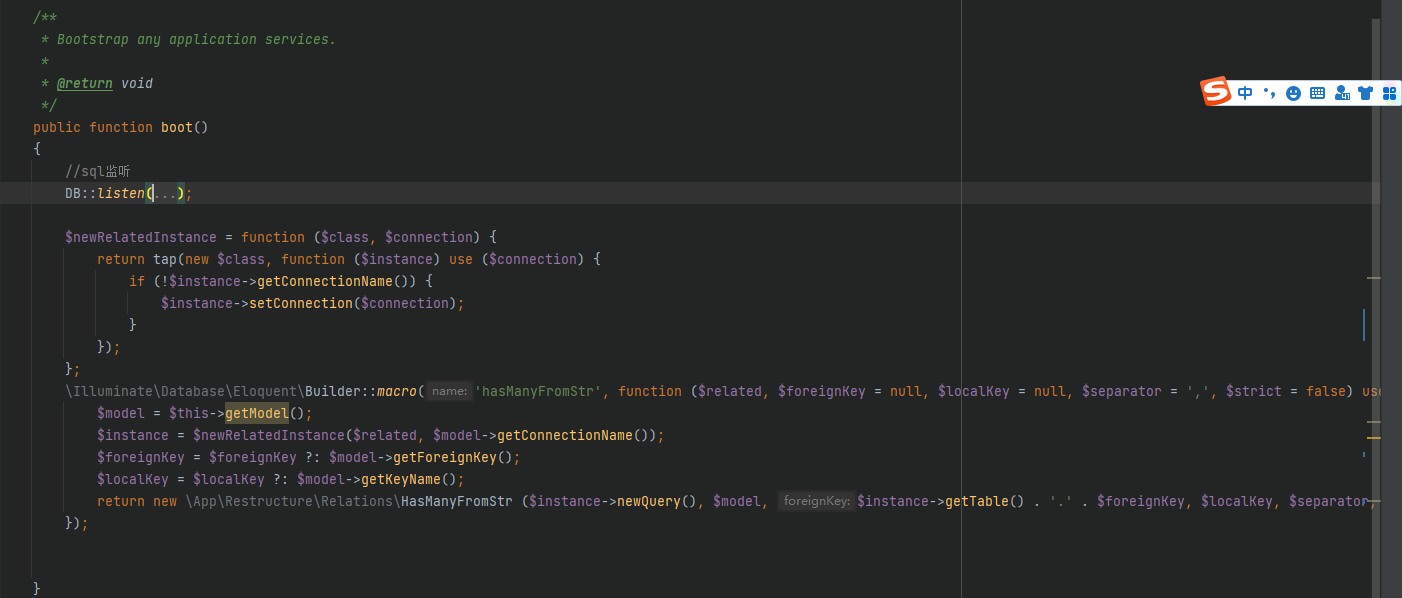 /**
 * Bootstrap any application services.
 *
 * @return void
 */
public function boot()
{
    //sql监听
    DB::listen(...);
    $newRelatedInstance = function ($class, $connection) {
        return tap(new $class, function ($instance) use ($connection) {
            if (!$instance->getConnectionName()) {
                $instance->setConnection($connection);
            }
        });
    };
    \Illuminate\Database\Eloquent\Builder::macro( name: 'hasManyFromStr', function ($related, $foreignKey = null, $localKey = null, $separator = ',', $strict = false) use
        $model = $this->getModel();
        $instance = $newRelatedInstance($related, $model->getConnectionName());
        $foreignKey = $foreignKey ?: $model->getForeignKey();
        $localKey = $localKey ?: $model->getKeyName();
        return new \App\Restructure\Relations\HasManyFromStr ($instance->newQuery(), $model, foreignKey: $instance->getTable() . '.' . $foreignKey, $localKey, $separator,
    });
}
S 中